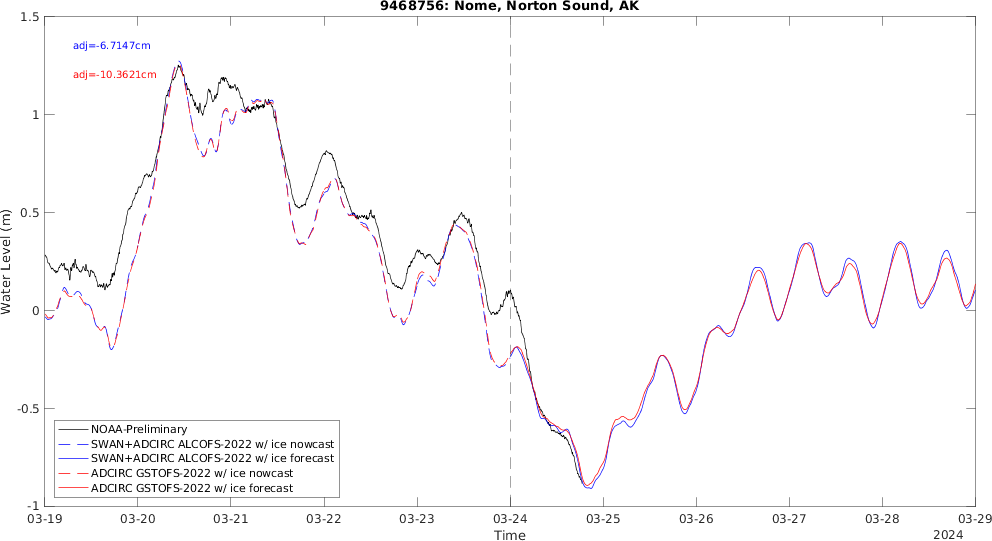 9468756: Nome, Norton Sound, AK
adj=-6.7147cm
adj=-10.3621cm
Water Level (m)
1.5
1
0.5
0
-0.5
-1
NOAA-Preliminary
SWAN+ADCIRC ALCOFS-2022 w/ ice nowcast
SWAN+ADCIRC ALCOFS-2022 w/ ice forecast
ADCIRC GSTOFS-2022 w/ ice nowcast
ADCIRC GSTOFS-2022 w/ ice forecast
03-19 03-20 03-21 03-22 03-23 03-24 03-25 03-26 03-27 03-28 03-29
Time
2024